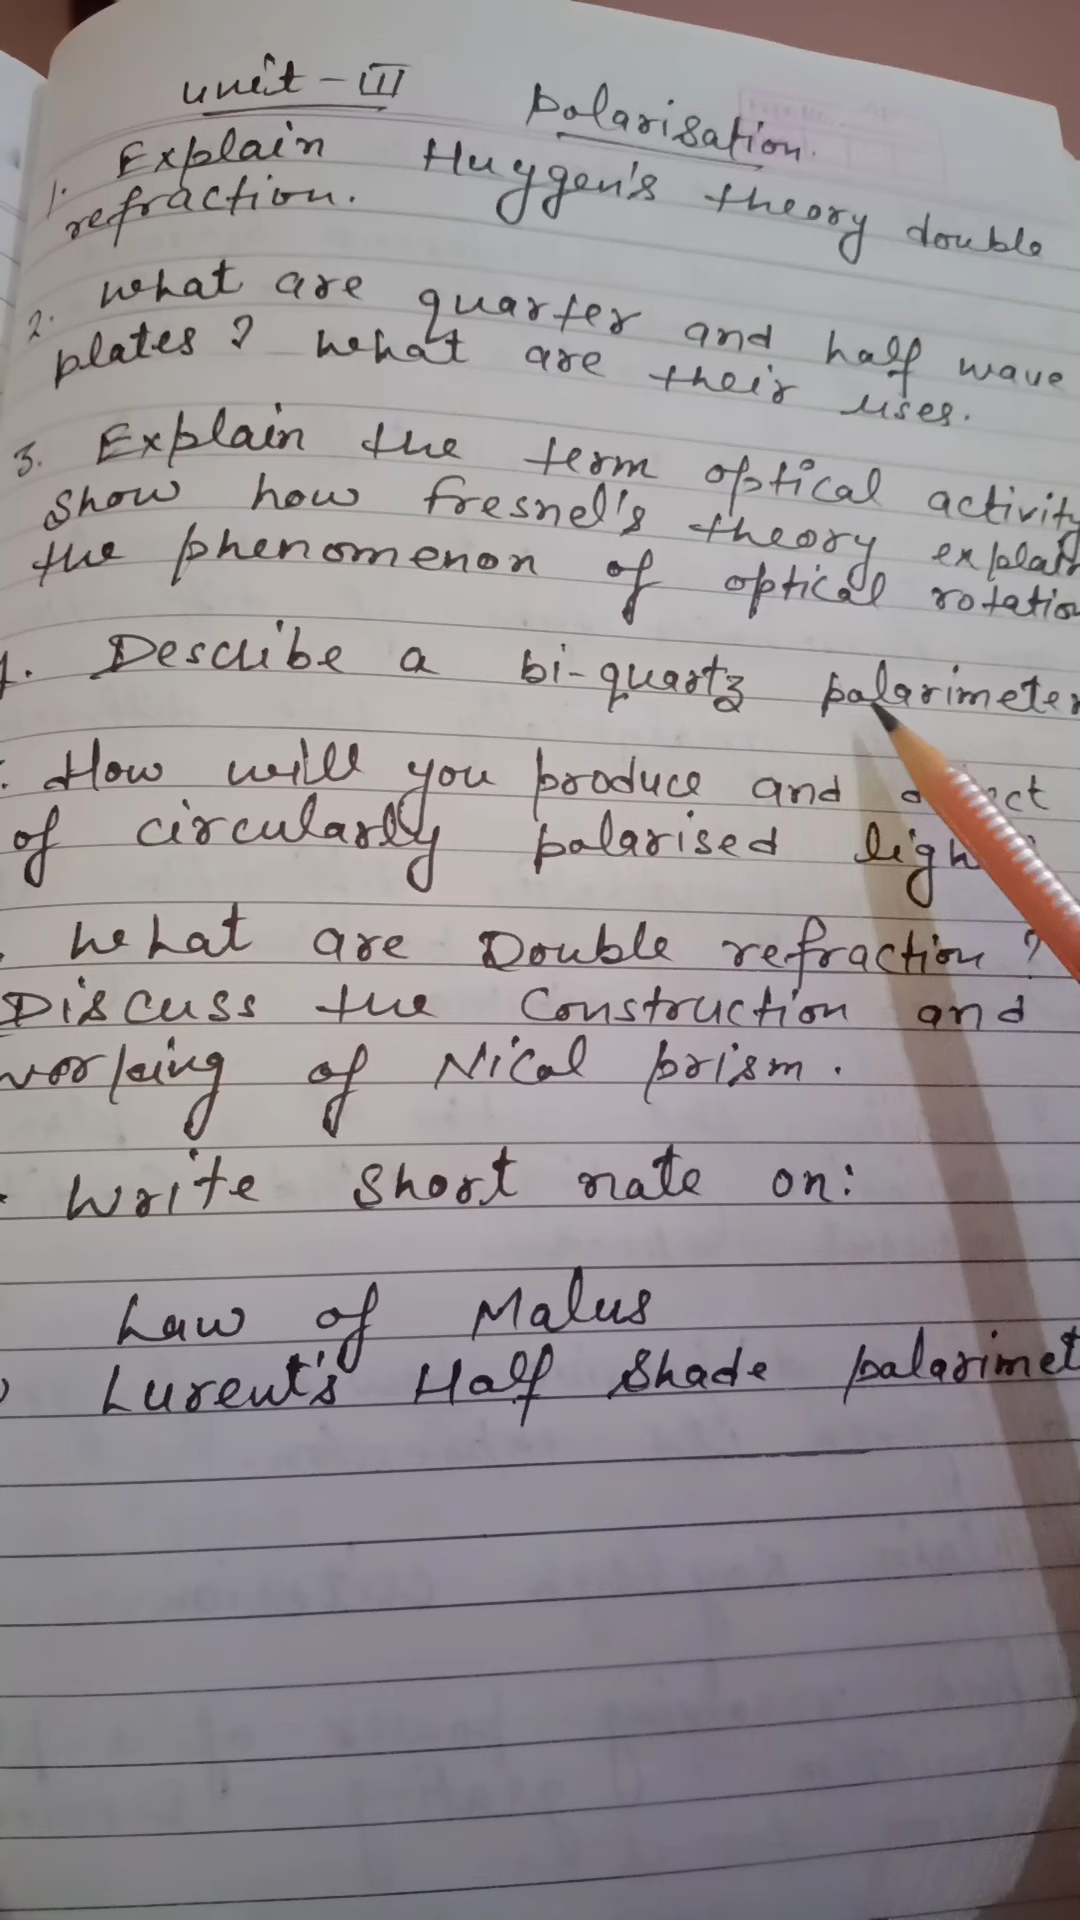 Unit - III Polarisation.
1. Explain Huygen's theory double
refraction.
2. What are quarter and half wave
plates? What are their uses.
3. Explain the term optical activity
Show how fresnel's theory explain
the phenomenon of optical rotation
. Describe a bi-quartz polarimeter
: How will you produce and
of circularly polarised light
. What are Double refraction?
Discuss the Construction and
working of Nical prism.
. Write Short nate on:
Law of Malus
Lurent's Half Shade palarimet